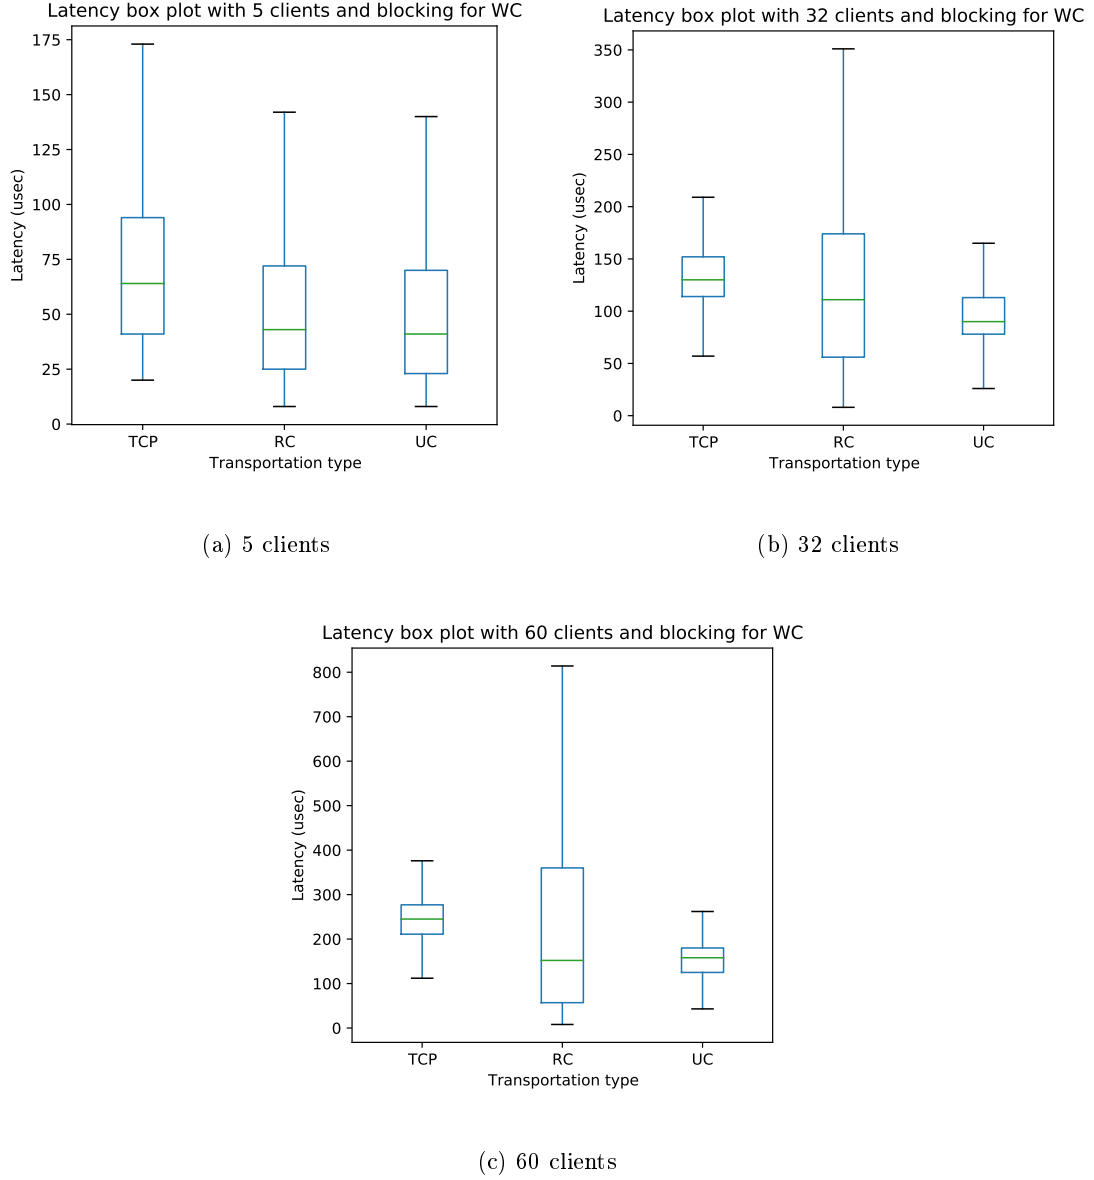 Latency box plot with 5 clients and blocking for WC
175
150
125
100
75
50
25
0
Latency (usec)
TCP RC UC
Transportation type
(a) 5 clients
Latency box plot with 32 clients and blocking for WC
350
300
250
200
150
100
50
0
Latency (usec)
TCP RC UC
Transportation type
(b) 32 clients
Latency box plot with 60 clients and blocking for WC
800
700
600
500
400
300
200
100
0
Latency (usec)
TCP RC UC
Transportation type
(c) 60 clients